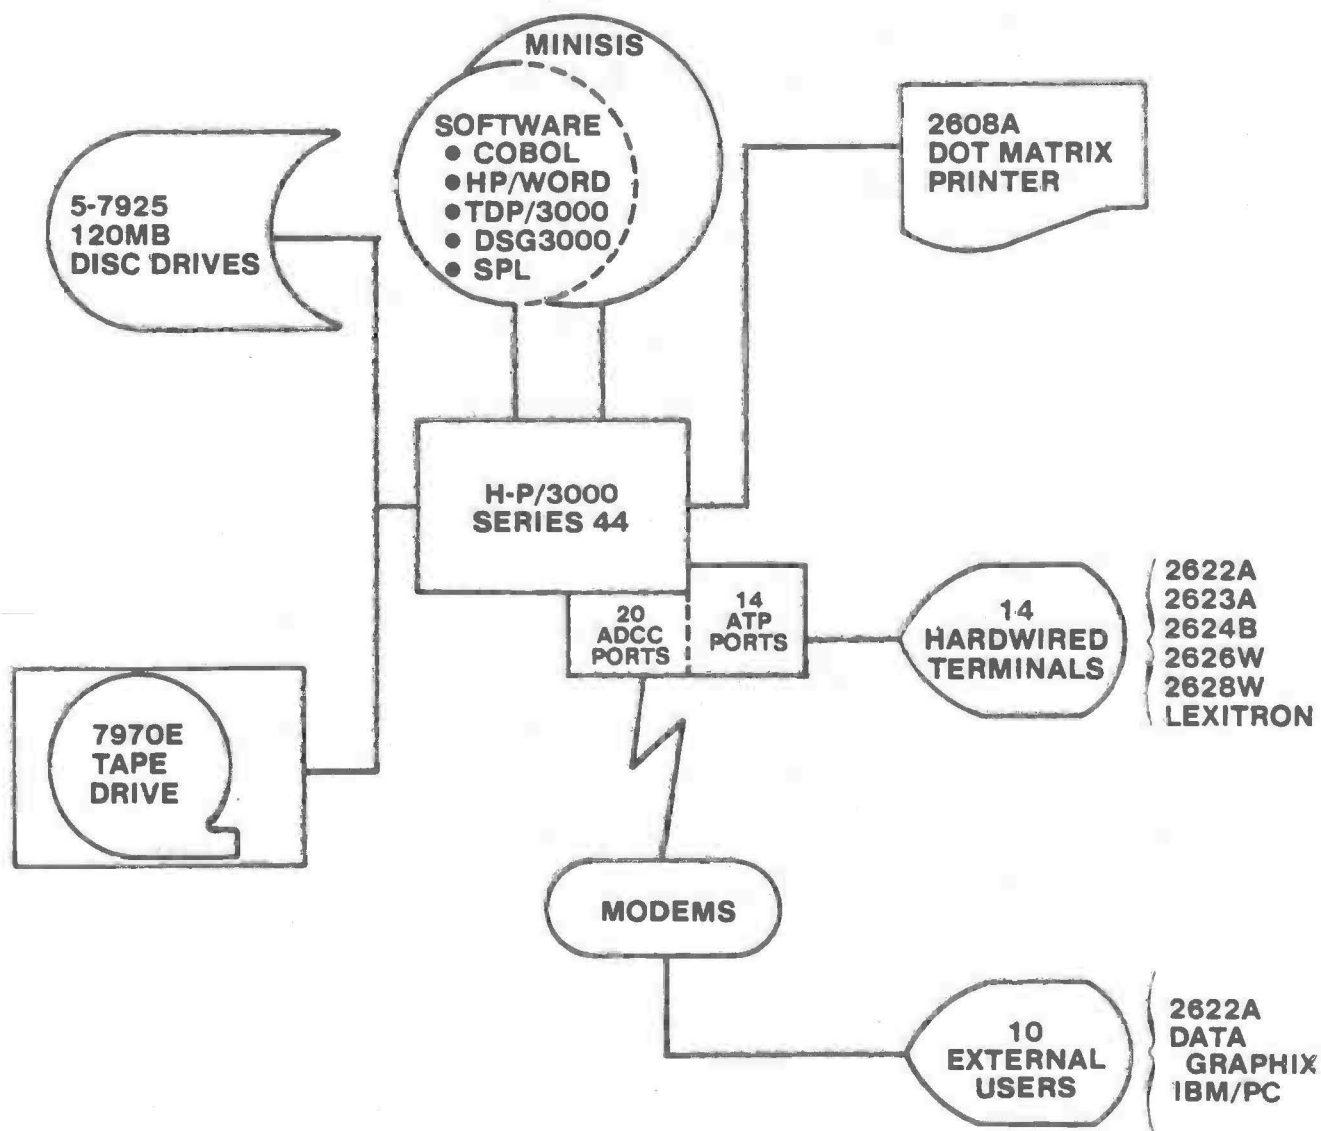 MINISIS
SOFTWARE
● COBOL
● HP/WORD
● TDP/3000
● DSG3000
● SPL
2608A
DOT MATRIX
PRINTER
5-7925
120MB
DISC DRIVES
H-P/3000
SERIES 44
20
ADCC
PORTS
14
ATP
PORTS
14
HARDWIRED
TERMINALS
2622A
2623A
2624B
2626W
2628W
LEXITRON
7970E
TAPE
DRIVE
MODEMS
10
EXTERNAL
USERS
2622A
DATA
GRAPHIX
IBM/PC